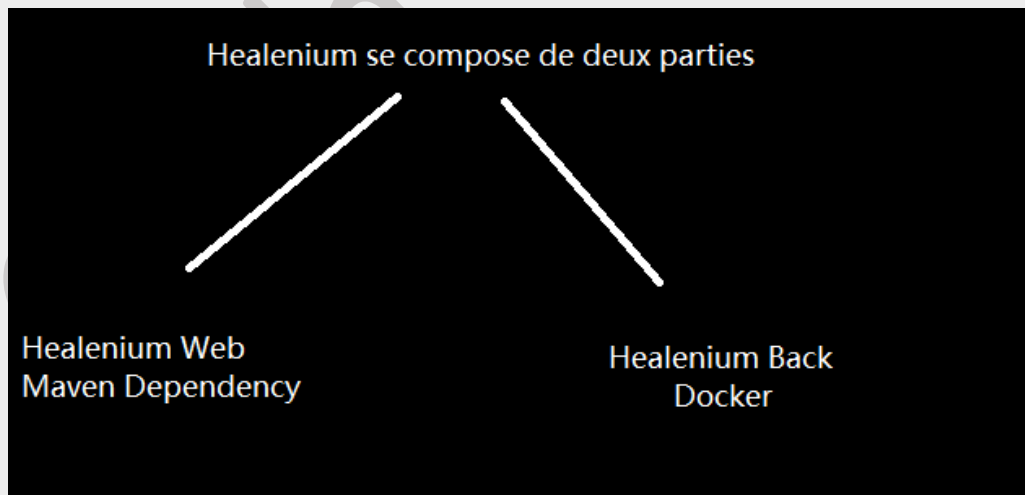 Healenium se compose de deux parties
Healenium Web
Maven Dependency
Healenium Back
Docker